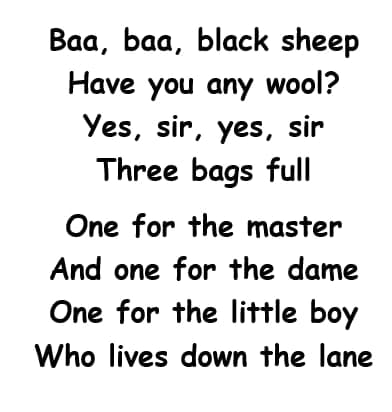 Baa, baa, black sheep
Have you any wool?
Yes, sir, yes, sir
Three bags full
One for the master
And one for the dame
One for the little boy
Who lives down the lane